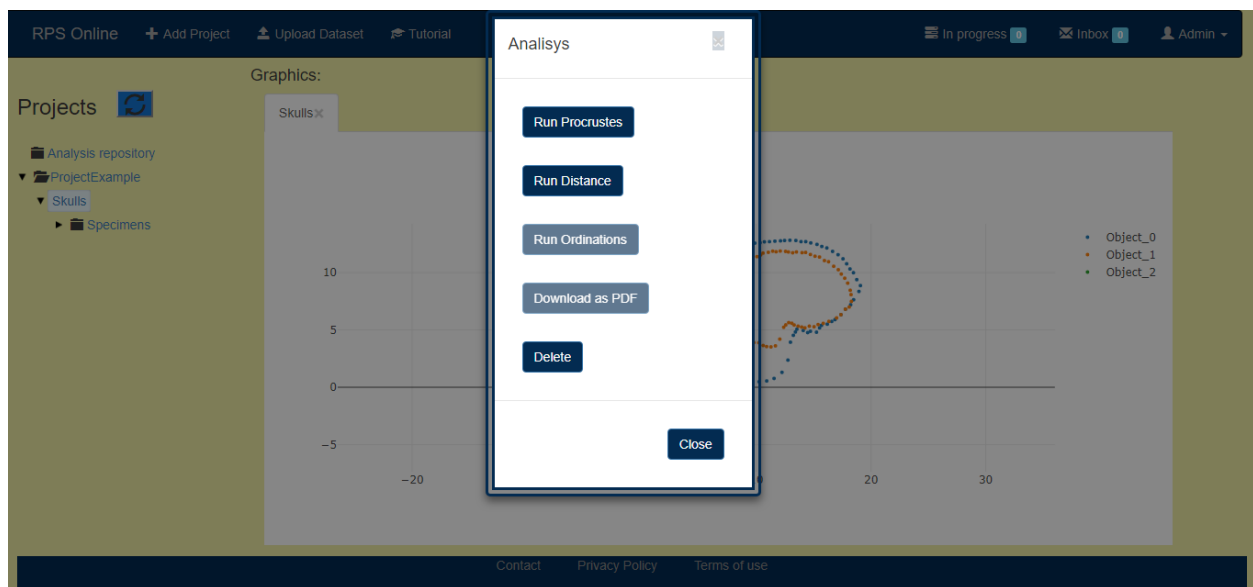 RPS Online Add Project Upload Dataset Tutorial In progress 0 Inbox 0 Admin
Analisys
Graphics:
Projects
Skulls
Run Procrustes
Analysis repository
ProjectExample
Run Distance
Skulls
Specimens
Run Ordinations
Object_0
Object_1
10
Object_2
Download as PDF
5
Delete
0
−5
Close
−20
20
30
Contact Privacy Policy Terms of use